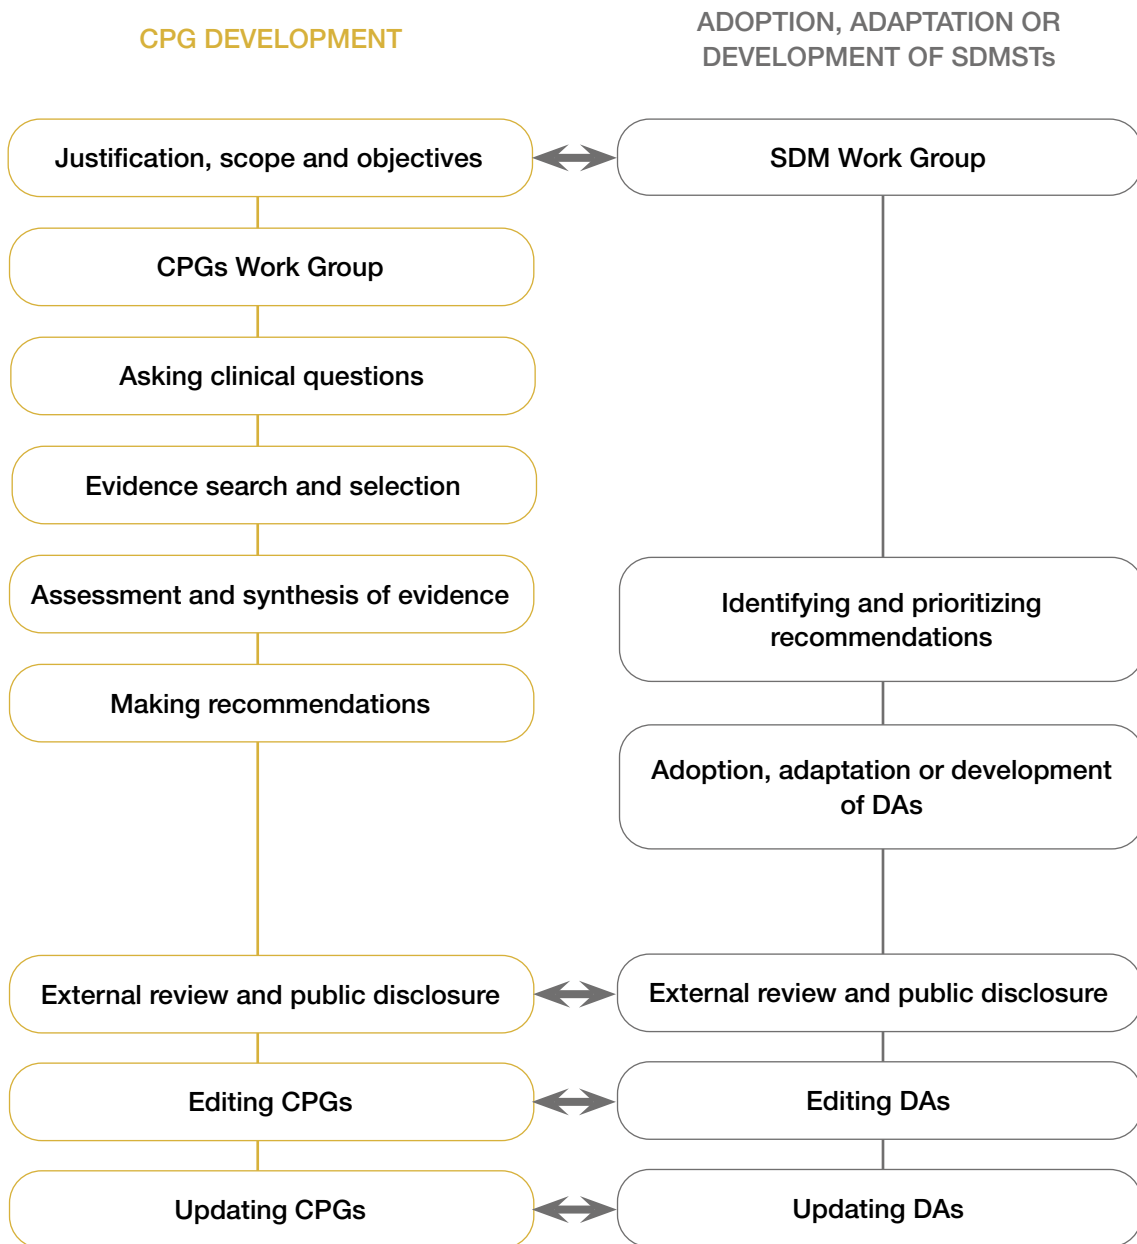 CPG DEVELOPMENT
ADOPTION, ADAPTATION OR
DEVELOPMENT OF SDMSTs
Justification, scope and objectives
SDM Work Group
CPGs Work Group
Asking clinical questions
Evidence search and selection
Assessment and synthesis of evidence
Identifying and prioritizing
recommendations
Making recommendations
Adoption, adaptation or development
of DAs
External review and public disclosure
External review and public disclosure
Editing CPGs
Editing DAs
Updating CPGs
Updating DAs